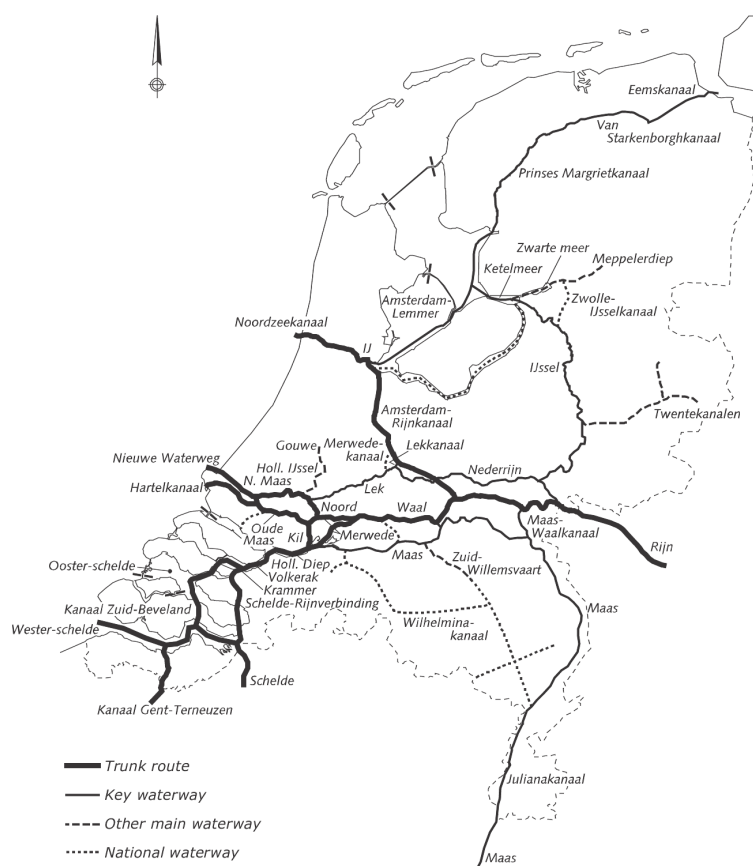 Eemskanaal
Van
Starkenborghkanaal
Prinses Margrietkanaal
Zwarte meer
Ketelmeer
Meppelerdiep
Amsterdam-
Lemmer
Zwolle-
IJsselkanaal
Noordzeekanaal
IJ
IJssel
Amsterdam-
Rijnkanaal
Twentekanalen
Gouwe
Merwede-
kanaal
Lekkanaal
Nieuwe Waterweg
Holl. IJssel
Nederrijn
Hartelkanaal
N. Maas
Lek
Noord
Waal
Oude
Maas
Kil
Merwede
Maas-
Waalkanaal
Rijn
Maas
Zuid-
Willemsvaart
Holl. Diep
Ooster-schelde
Volkerak
Krammer
Schelde-Rijnverbinding
Kanaal Zuid-Beveland
Maas
Wester-schelde
Wilhelmina-
kanaal
Schelde
Kanaal Gent-Terneuzen
Trunk route
Julianakanaal
Key waterway
Other main waterway
National waterway
Maas